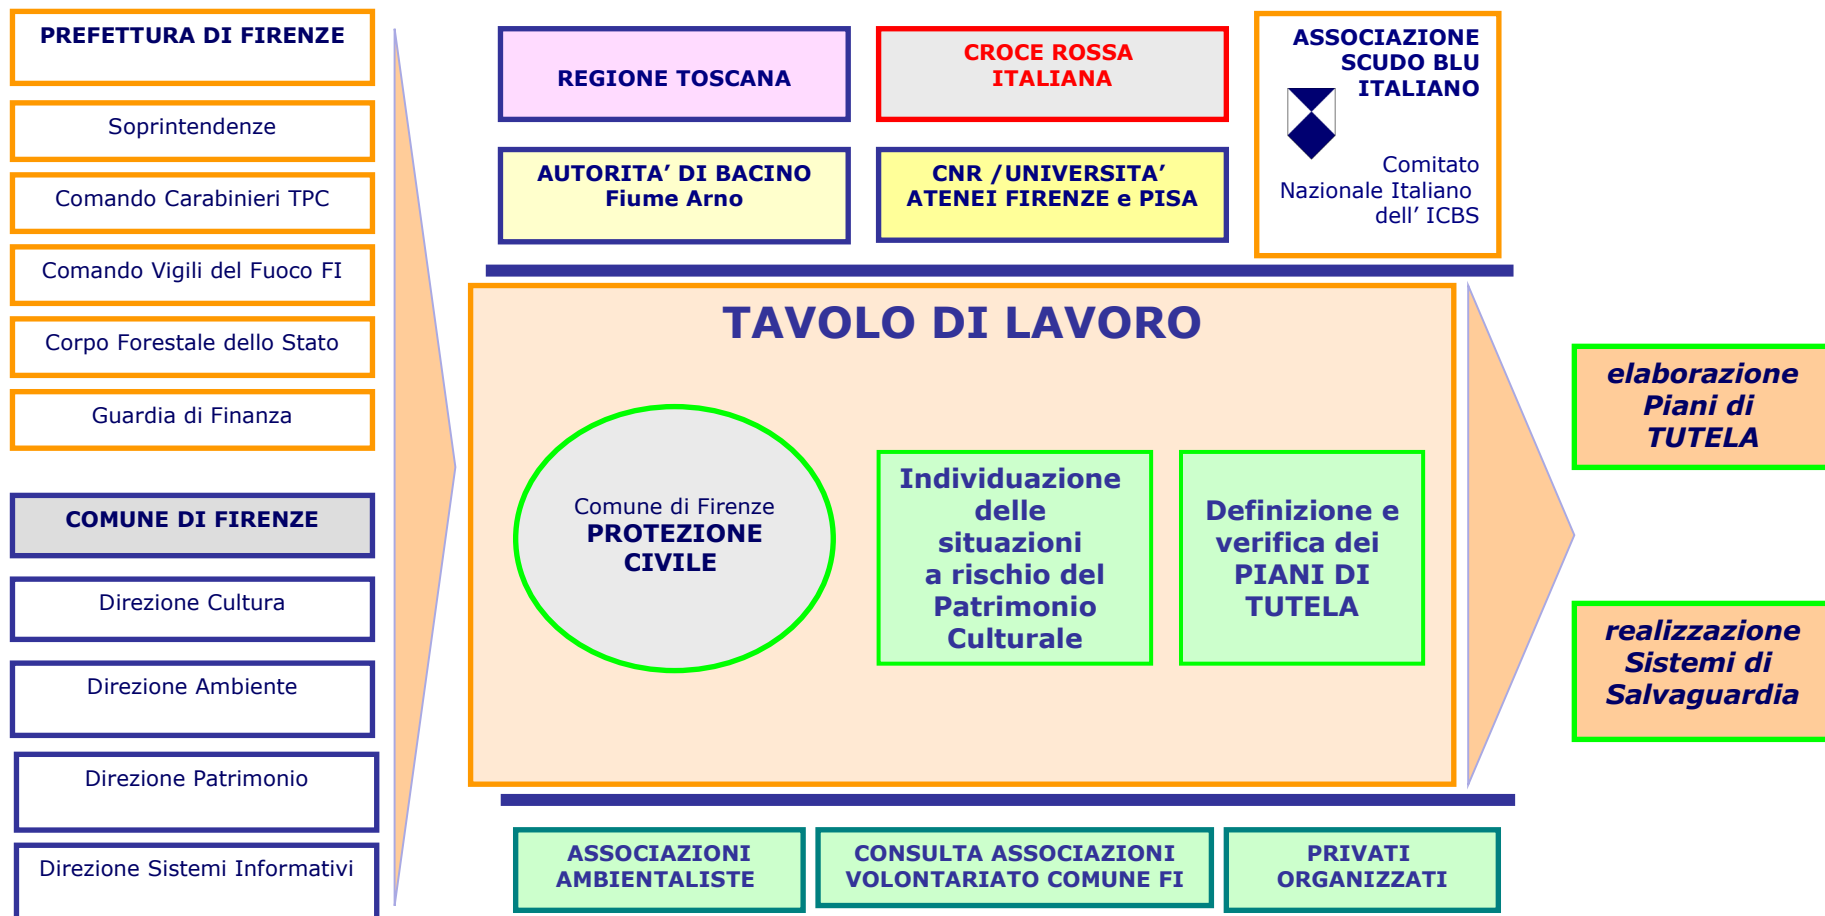 PREFETTURA DI FIRENZE
Soprintendenze
Comando Carabinieri TPC
Comando Vigili del Fuoco FI
Corpo Forestale dello Stato
Guardia di Finanza
COMUNE DI FIRENZE
Direzione Cultura
Direzione Ambiente
Direzione Patrimonio
Direzione Sistemi Informativi
REGIONE TOSCANA
CROCE ROSSA
ITALIANA
ASSOCIAZIONE
SCUDO BLU
ITALIANO
Comitato
Nazionale Italiano
dell’ ICBS
AUTORITA’ DI BACINO
Fiume Arno
CNR /UNIVERSITA’
ATENEI FIRENZE e PISA
TAVOLO DI LAVORO
Comune di Firenze
PROTEZIONE
CIVILE
Individuazione
delle
situazioni
a rischio del
Patrimonio
Culturale
Definizione e
verifica dei
PIANI DI
TUTELA
elaborazione
Piani di
TUTELA
realizzazione
Sistemi di
Salvaguardia
ASSOCIAZIONI
AMBIENTALISTE
CONSULTA ASSOCIAZIONI
VOLONTARIATO COMUNE FI
PRIVATI
ORGANIZZATI